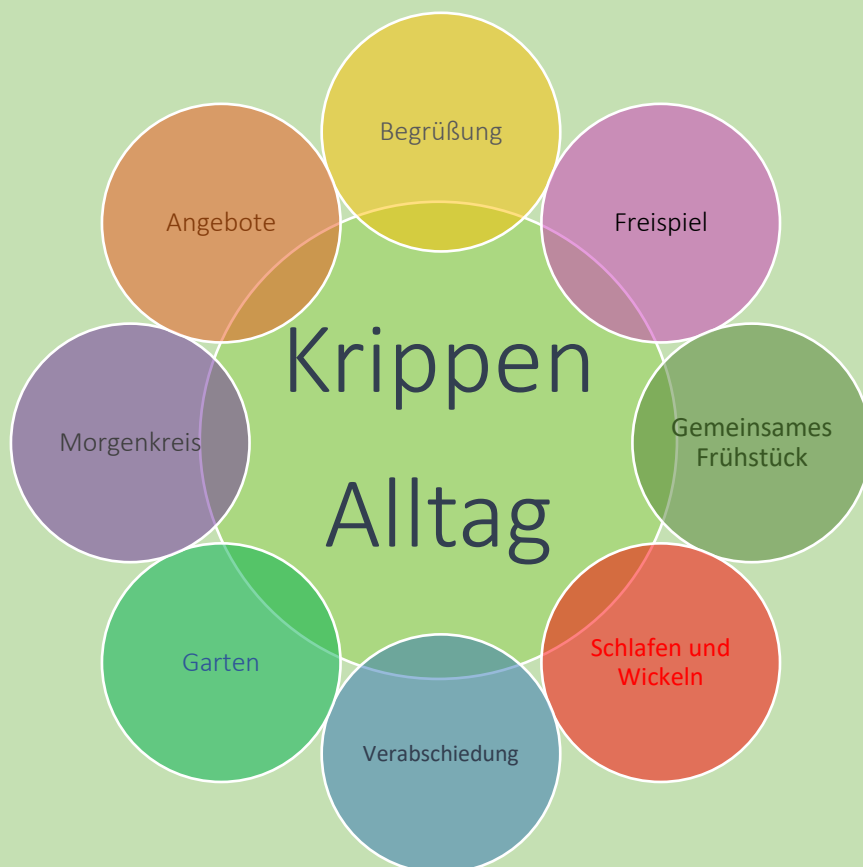 Begrüßung
Freispiel
Gemeinsames
Frühstück
Schlafen und
Wickeln
Verabschiedung
Garten
Morgenkreis
Angebote
Krippen
Alltag